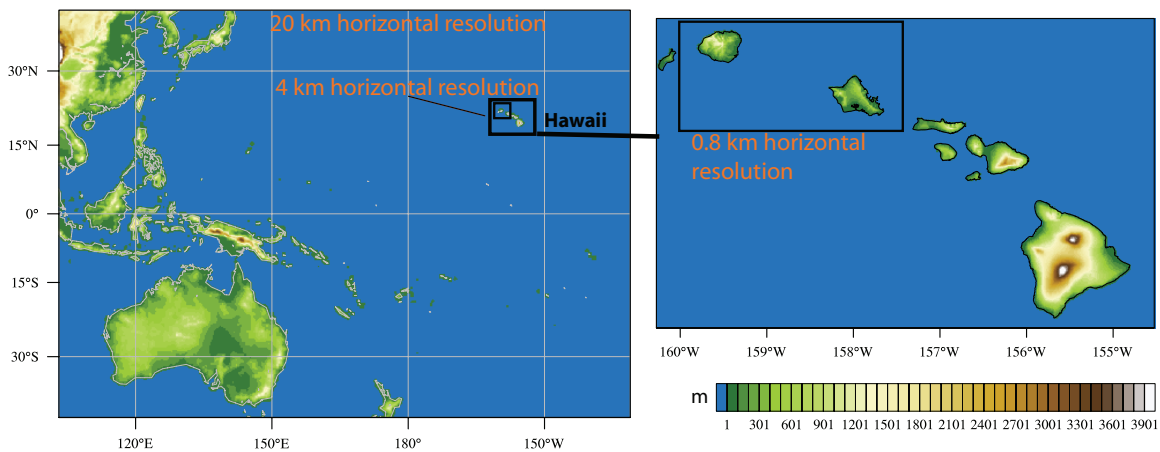 20 km horizontal resolution
4 km horizontal resolution
Hawaii
30°N
15°N
0°
15°S
30°S
120°E 150°E 180° 150°W
0.8 km horizontal
resolution
160°W 159°W 158°W 157°W 156°W 155°W
m
1 301 601 901 1201 1501 1801 2101 2401 2701 3001 3301 3601 3901